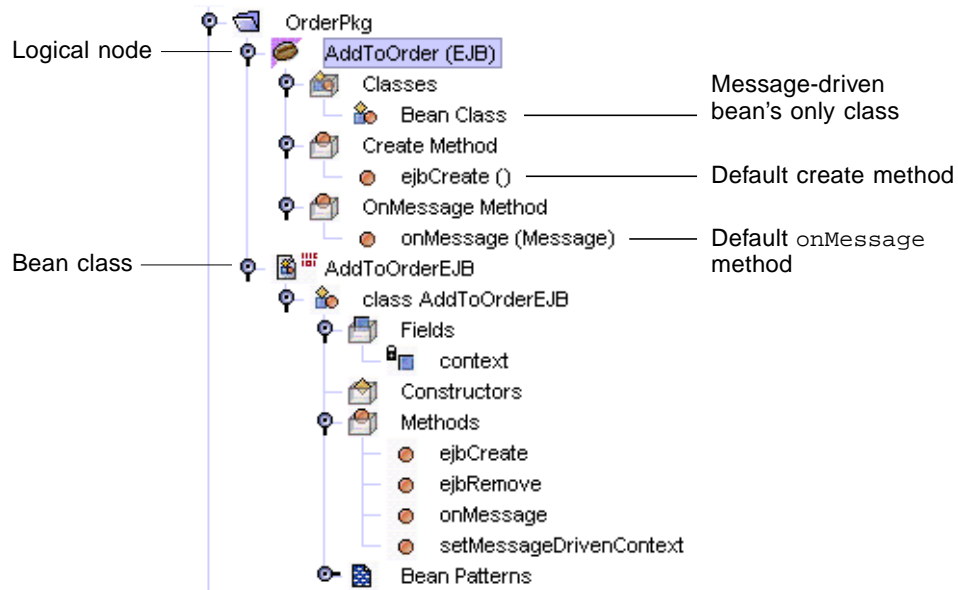 OrderPkg
Logical node
AddToOrder (EJB)
Classes
Message-driven
bean's only class
Bean Class
Create Method
ejbCreate ()
Default create method
OnMessage Method
onMessage (Message)
Default onMessage
method
Bean class
AddToOrderEJB
class AddToOrderEJB
Fields
context
Constructors
Methods
ejbCreate
ejbRemove
onMessage
setMessageDrivenContext
Bean Patterns